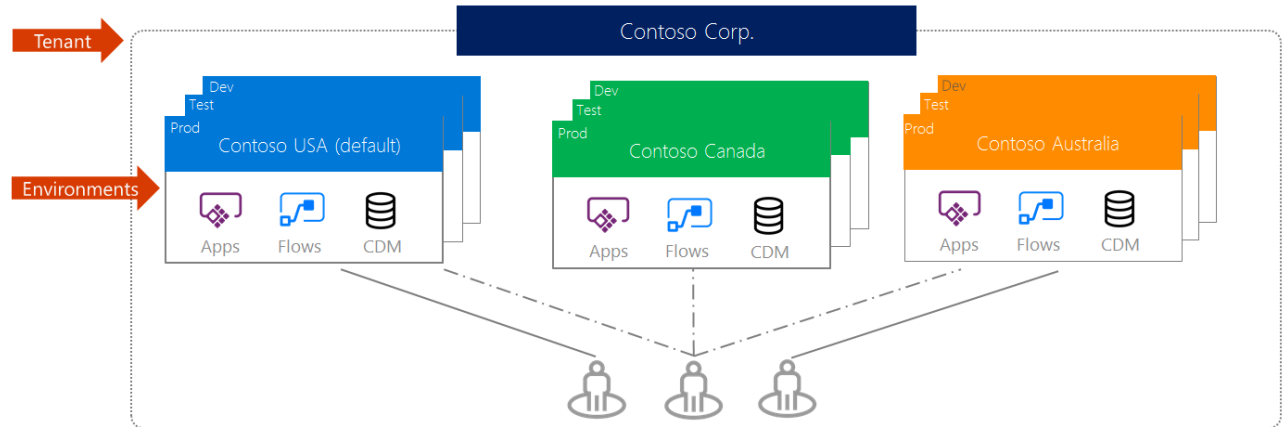 Contoso Corp.
Tenant
Dev
Test
Prod
Contoso USA (default)
Apps
Flows
CDM
Dev
Test
Prod
Contoso Canada
Apps
Flows
CDM
Dev
Test
Prod
Contoso Australia
Apps
Flows
CDM
Environments